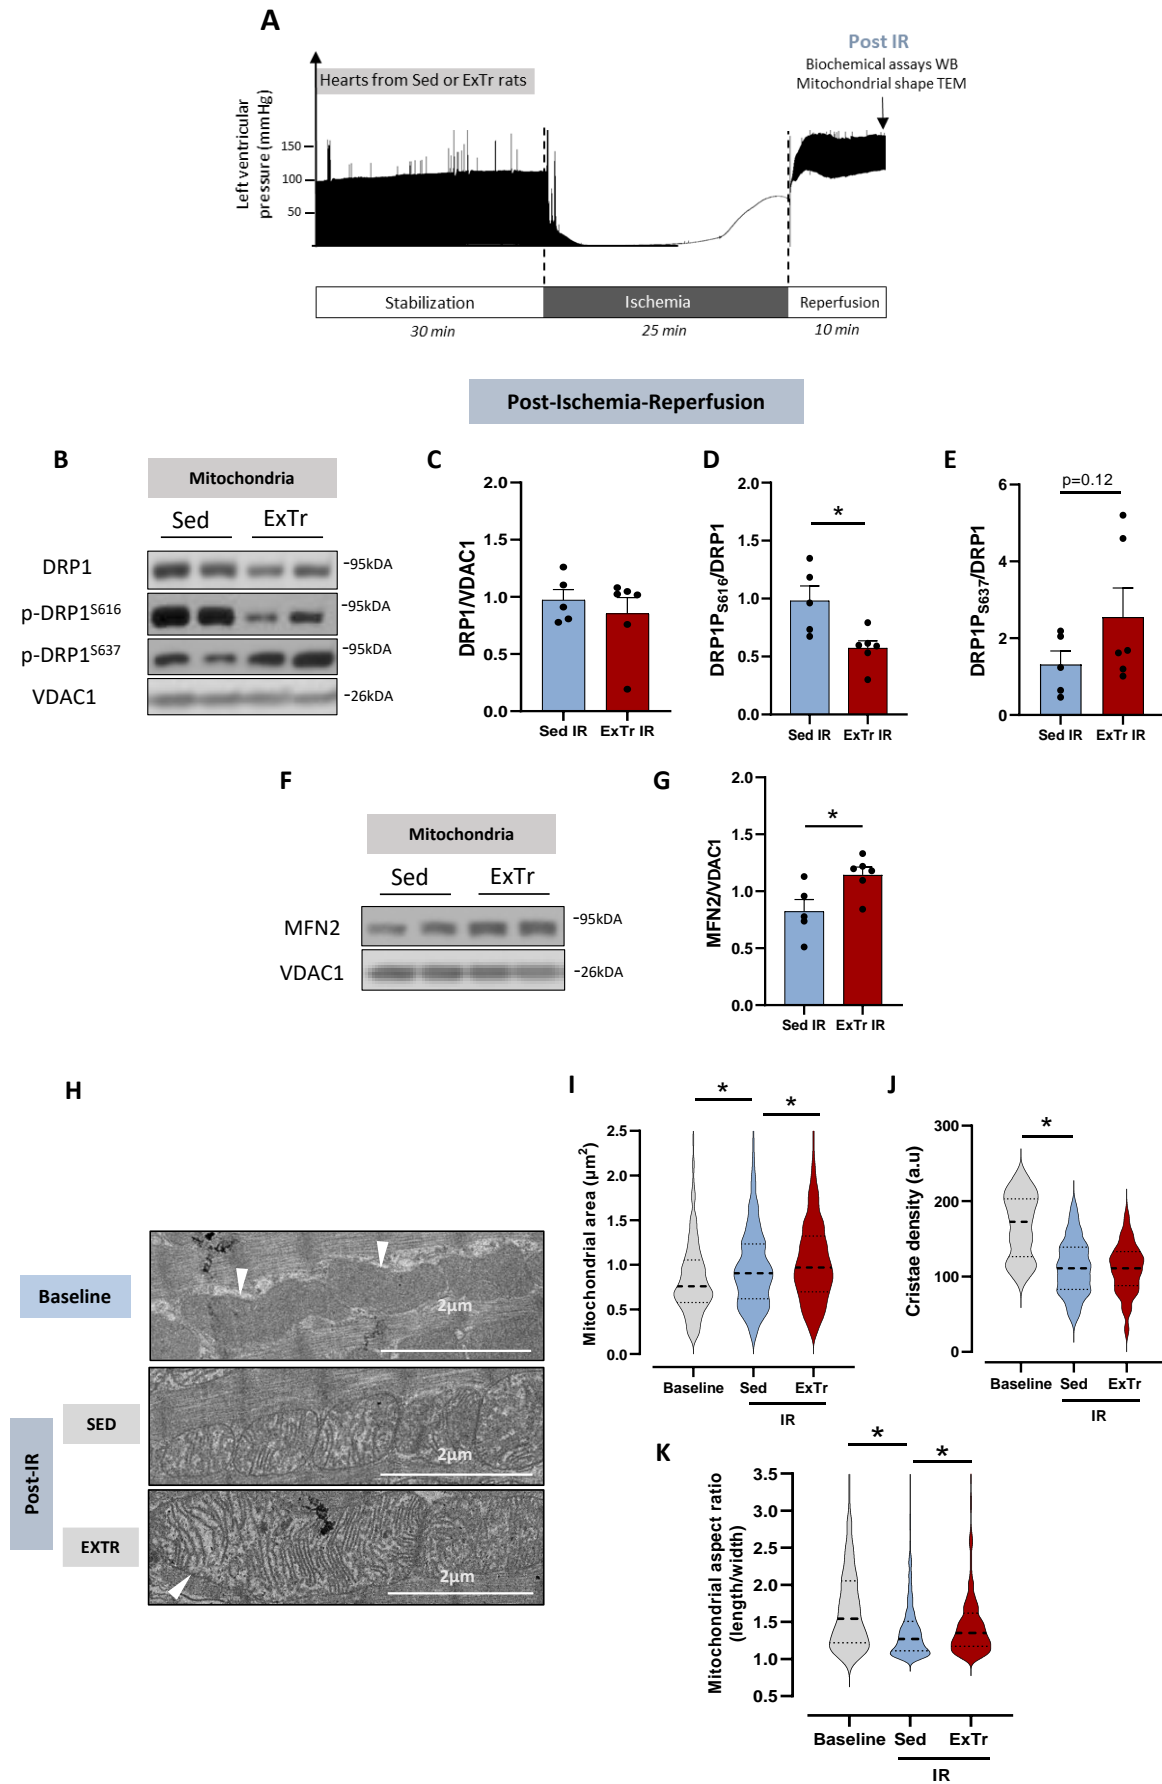 A
Post IR
Biochemical assays WB
Mitochondrial shape TEM
Hearts from Sed or ExTr rats
Left ventricular
pressure (mmHg)
150
100
50
Stabilization
Ischemia
Reperfusion
30 min
25 min
10 min
Post-Ischemia-Reperfusion
B
Mitochondria
Sed
ExTr
DRP1
-95kDA
p-DRP1S616
-95kDA
p-DRP1S637
-95kDA
VDAC1
-26kDA
C
DRP1/VDAC1
2.0
1.5
1.0
0.5
0.0
Sed IR
ExTr IR
D
DRP1PS616/DRP1
2.0
1.5
1.0
0.5
0.0
*
Sed IR
ExTr IR
E
DRP1PS637/DRP1
6
4
2
0
p=0.12
Sed IR
ExTr IR
F
Mitochondria
Sed
ExTr
MFN2
-95kDA
VDAC1
-26kDA
G
MFN2/VDAC1
2.0
1.5
1.0
0.5
0.0
*
Sed IR
ExTr IR
H
Baseline
2µm
Post-IR
SED
2µm
EXTR
2µm
I
Mitochondrial area (µm2)
2.5
2.0
1.5
1.0
0.5
0.0
*
*
Baseline
Sed
ExTr
IR
J
Cristae density (a.u)
300
200
100
0
*
Baseline
Sed
ExTr
IR
K
Mitochondrial aspect ratio
(length/width)
3.5
3.0
2.5
2.0
1.5
1.0
0.5
*
*
Baseline
Sed
ExTr
IR